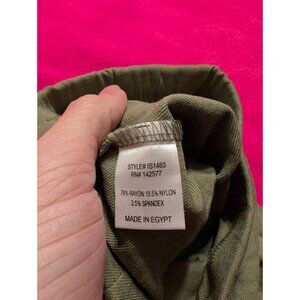 STYLE# IS1463
RN# 142577
78% RAYON 18.5% NYLON
3.5% SPANDEX
MADE IN EGYPT